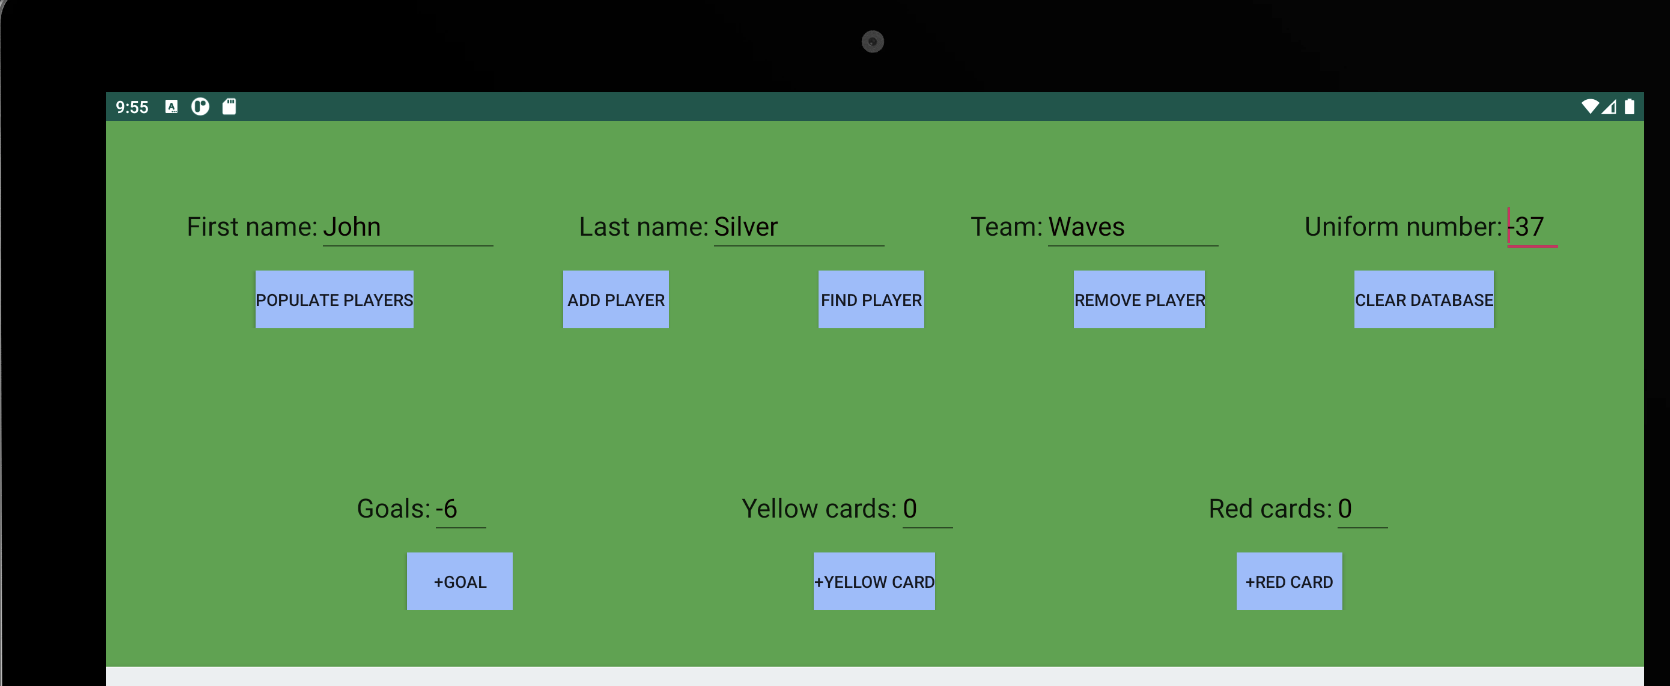 9:55
First name: John Last name: Silver Team: Waves Uniform number: -37
POPULATE PLAYERS ADD PLAYER FIND PLAYER REMOVE PLAYER CLEAR DATABASE
Goals: -6 Yellow cards: 0 Red cards: 0
+GOAL +YELLOW CARD +RED CARD